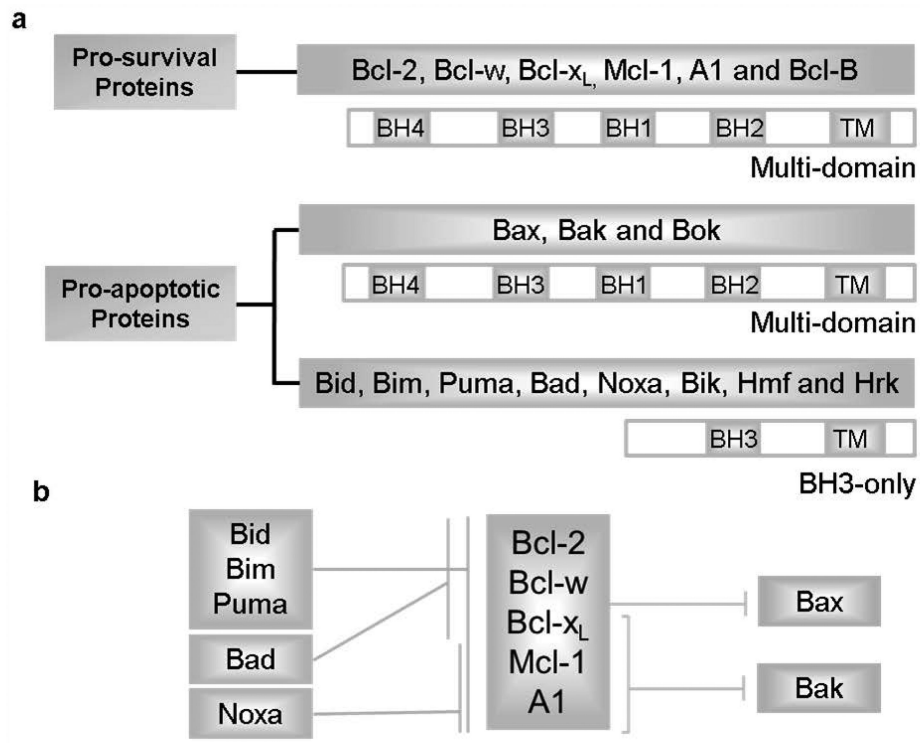 a
Pro-survival
Proteins
Bcl-2, Bcl-w, Bcl-xL, Mcl-1, A1 and Bcl-B
BH4 BH3 BH1 BH2 TM
Multi-domain
Pro-apoptotic
Proteins
Bax, Bak and Bok
BH4 BH3 BH1 BH2 TM
Multi-domain
Bid, Bim, Puma, Bad, Noxa, Bik, Hmf and Hrk
BH3 TM
BH3-only
b
Bid
Bim
Puma
Bad
Noxa
Bcl-2
Bcl-w
Bcl-xL
Mcl-1
A1
Bax
Bak